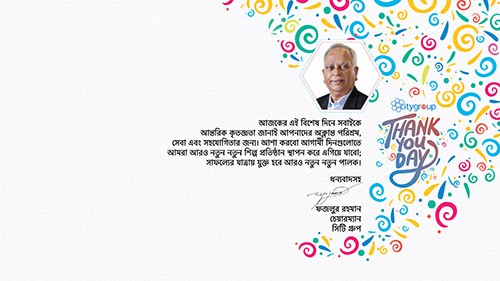 citygroup
THANK
YOU
DAY
আজকের এই বিশেষ দিনে সবাইকে
আন্তরিক কৃতজ্ঞতা জানাই আপনাদের অক্লান্ত পরিশ্রম,
সেবা এবং সহযোগিতার জন্য। আশা করবো আগামী দিনগুলোতে
আমরা আরও নতুন নতুন শিল্প প্রতিষ্ঠান স্থাপন করে এগিয়ে যাবো;
সাফল্যের যাত্রায় যুক্ত হবে আরও নতুন নতুন পালক।
ধন্যবাদসহ
ফজলুর রহমান
চেয়ারম্যান
সিটি গ্রুপ